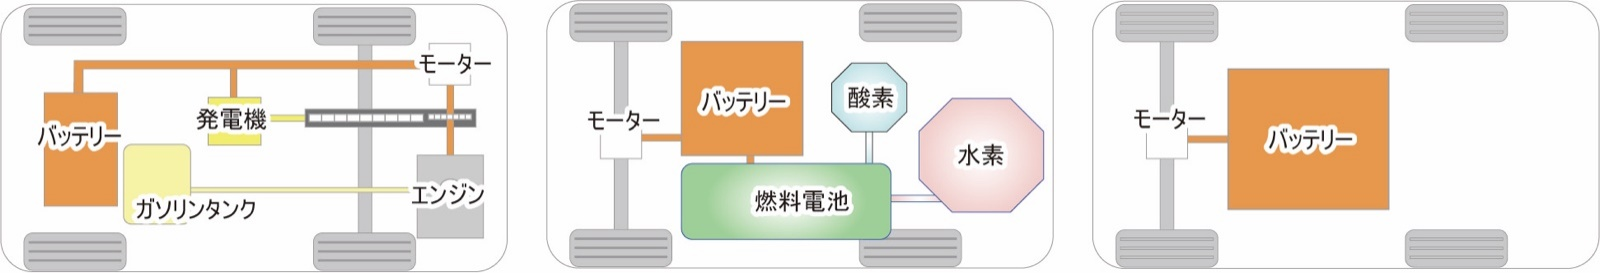 モーター
発電機
バッテリー
エンジン
ガソリンタンク
バッテリー
酸素
モーター
水素
燃料電池
モーター
バッテリー